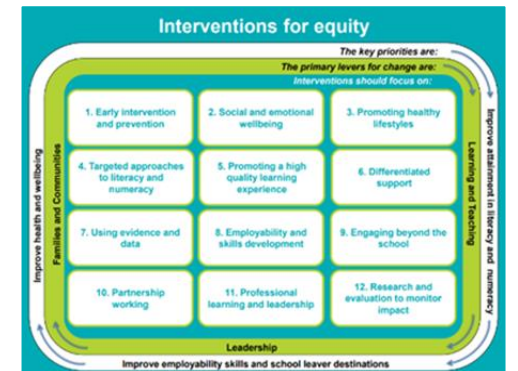 Interventions for equity
The key priorities are:
The primary levers for change are:
Interventions should focus on:
1. Early intervention
and prevention
2. Social and emotional
wellbeing
3. Promoting healthy
lifestyles
4. Targeted approaches
to literacy and
numeracy
5. Promoting a high
quality learning
experience
6. Differentiated
support
7. Using evidence and
data
8. Employability and
skills development
9. Engaging beyond the
school
10. Partnership
working
11. Professional
learning and leadership
12. Research and
evaluation to monitor
impact
Improve health and wellbeing
Families and Communities
Learning and Teaching
Improve attainment in literacy and numeracy
Leadership
Improve employability skills and school leaver destinations